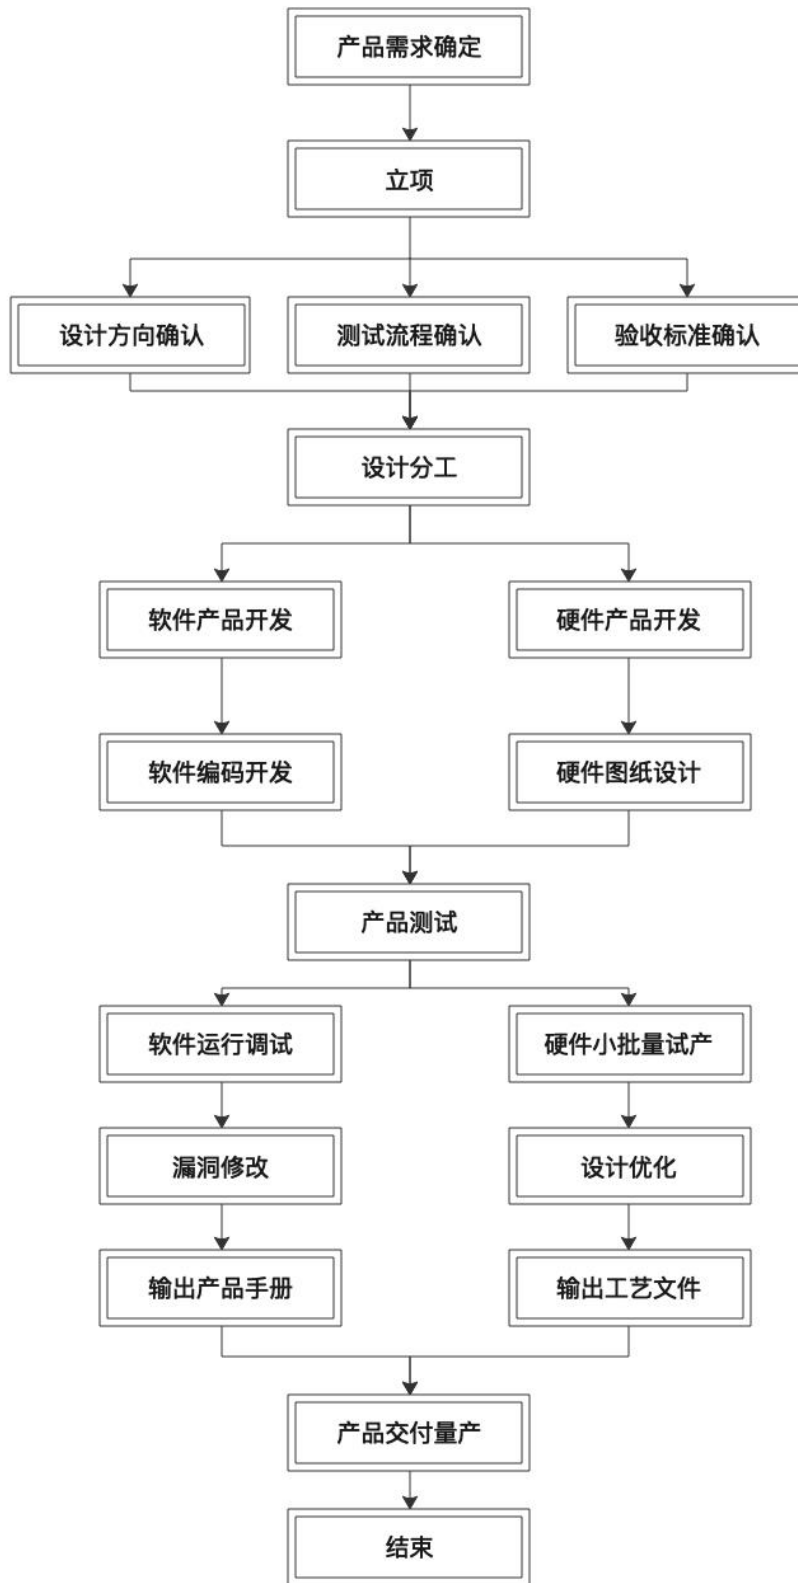 产品需求确定
立项
设计方向确认
测试流程确认
验收标准确认
设计分工
软件产品开发
硬件产品开发
软件编码开发
硬件图纸设计
产品测试
软件运行调试
硬件小批量试产
漏洞修改
设计优化
输出产品手册
输出工艺文件
产品交付量产
结束